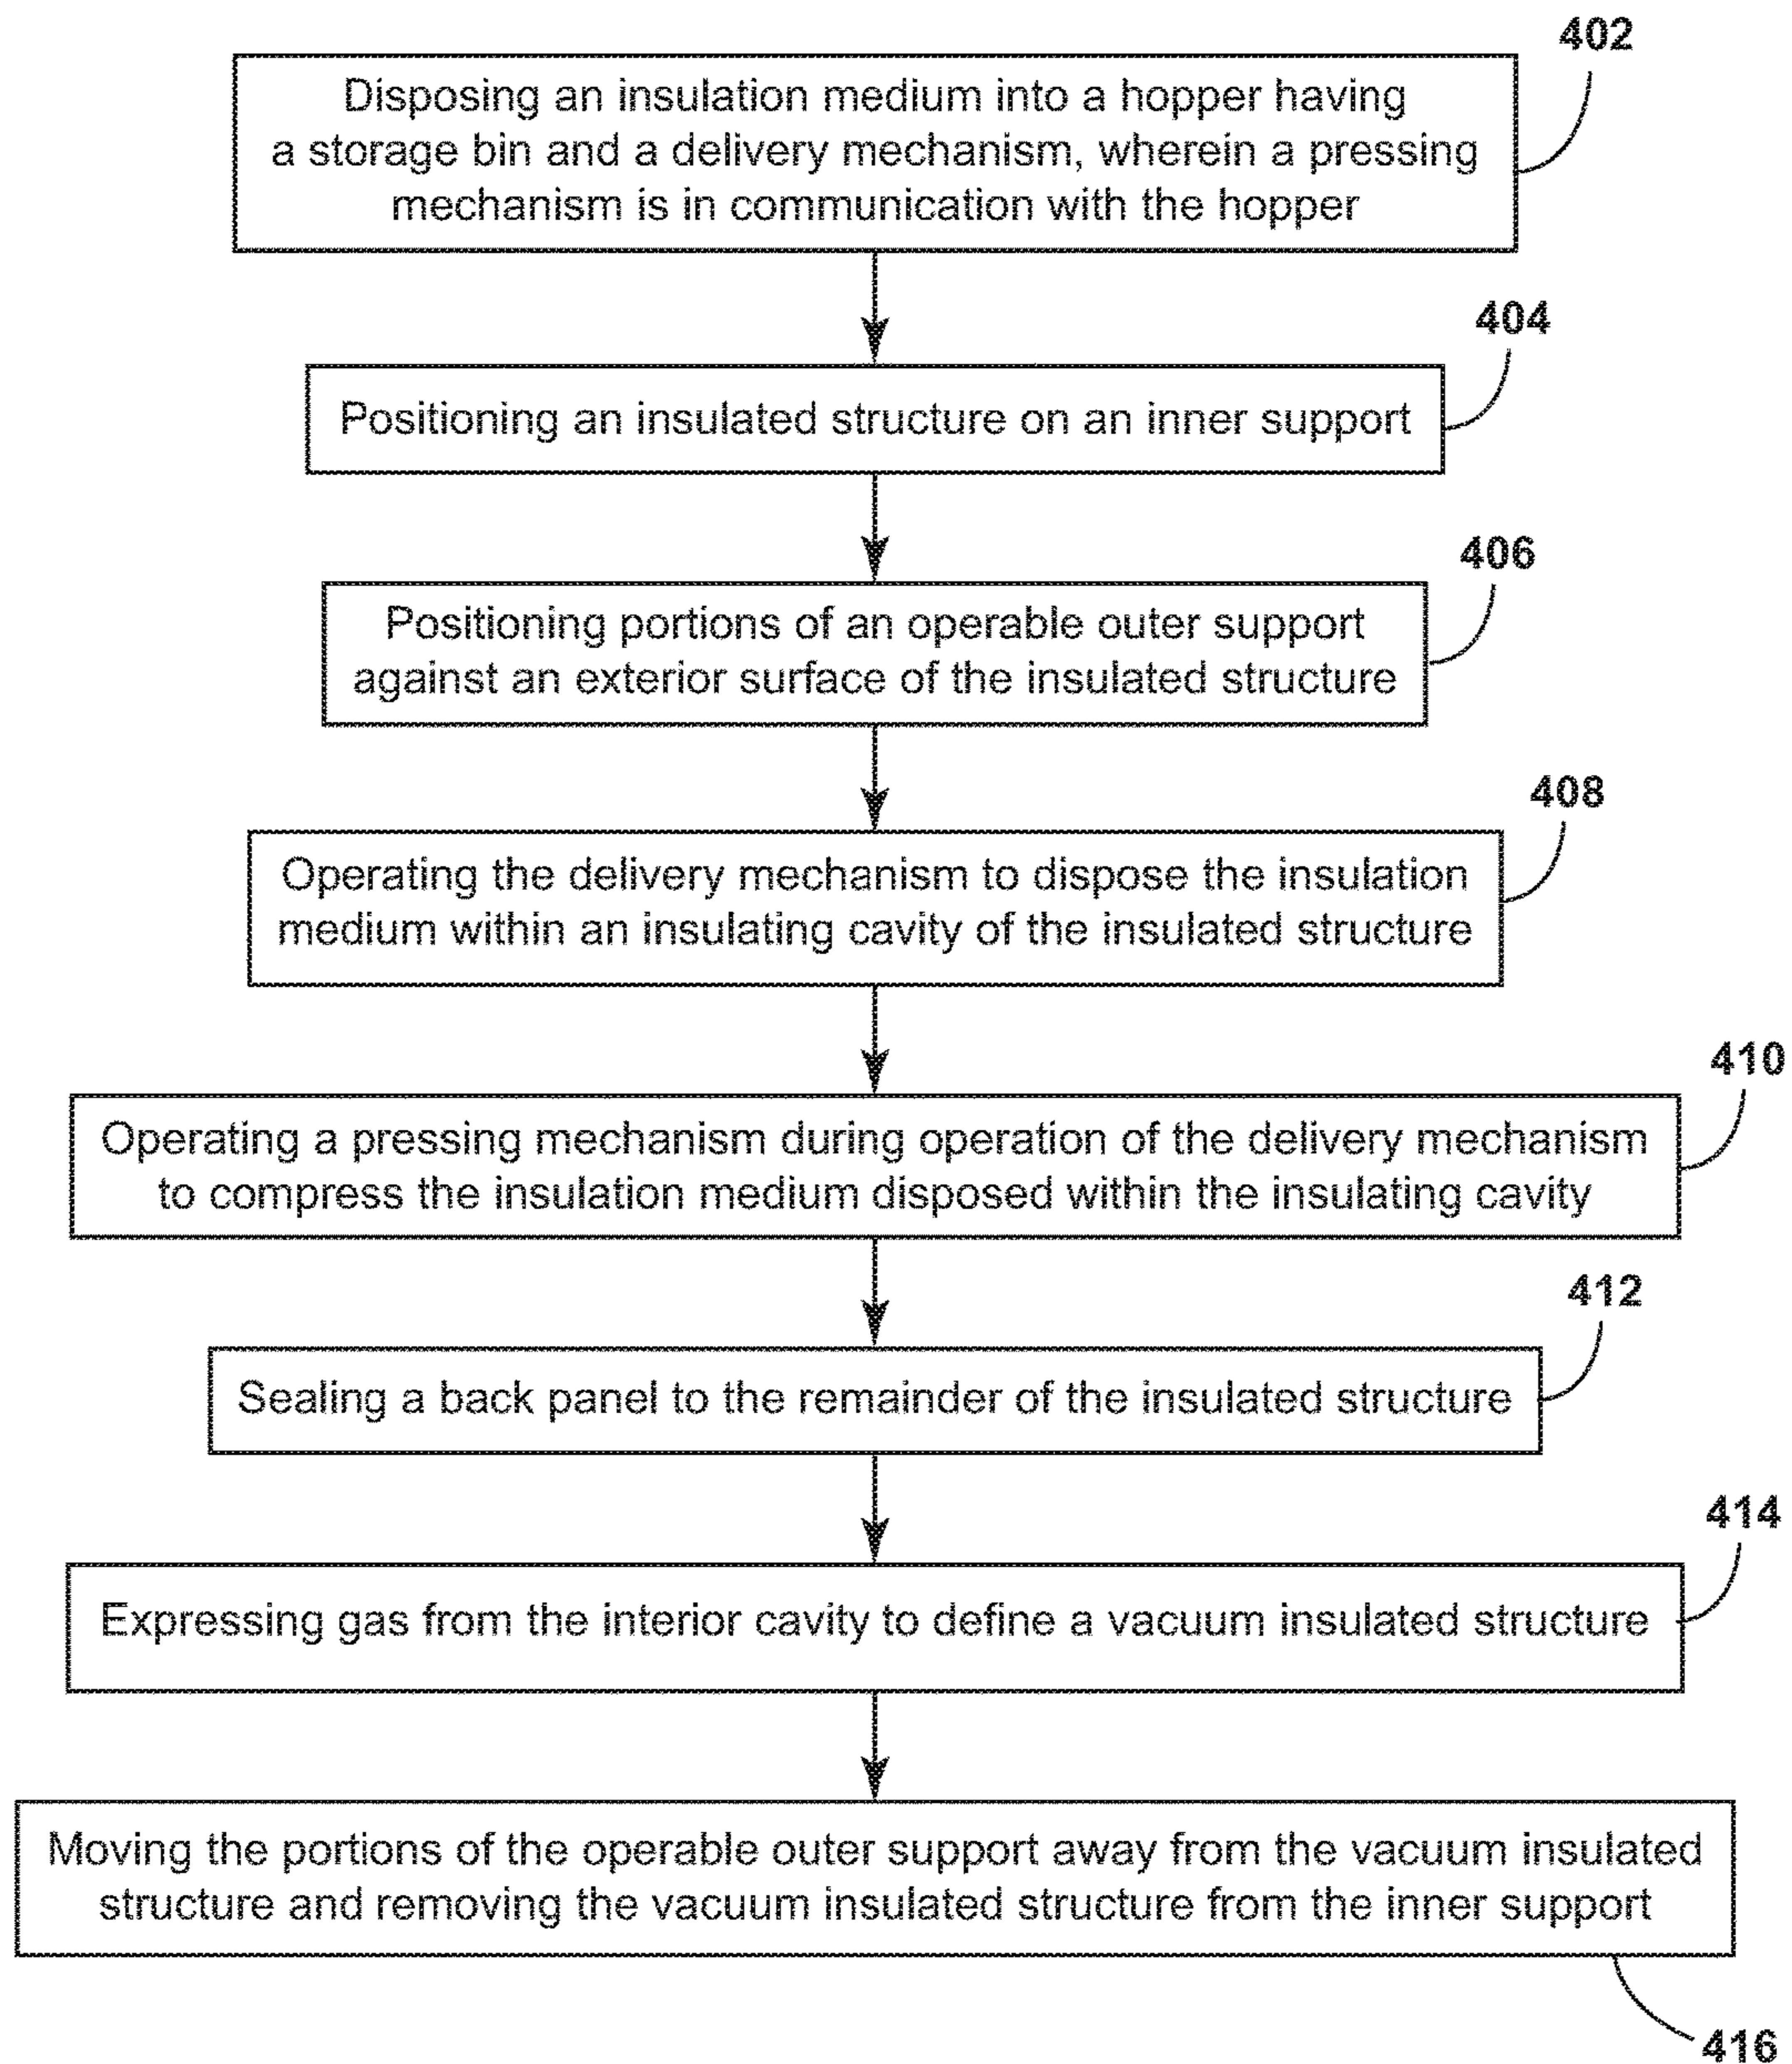 402
Disposing an insulation medium into a hopper having
a storage bin and a delivery mechanism, wherein a pressing
mechanism is in communication with the hopper
404
Positioning an insulated structure on an inner support
406
Positioning portions of an operable outer support
against an exterior surface of the insulated structure
408
Operating the delivery mechanism to dispose the insulation
medium within an insulating cavity of the insulated structure
410
Operating a pressing mechanism during operation of the delivery mechanism
to compress the insulation medium disposed within the insulating cavity
412
Sealing a back panel to the remainder of the insulated structure
414
Expressing gas from the interior cavity to define a vacuum insulated structure
Moving the portions of the operable outer support away from the vacuum insulated
structure and removing the vacuum insulated structure from the inner support
416